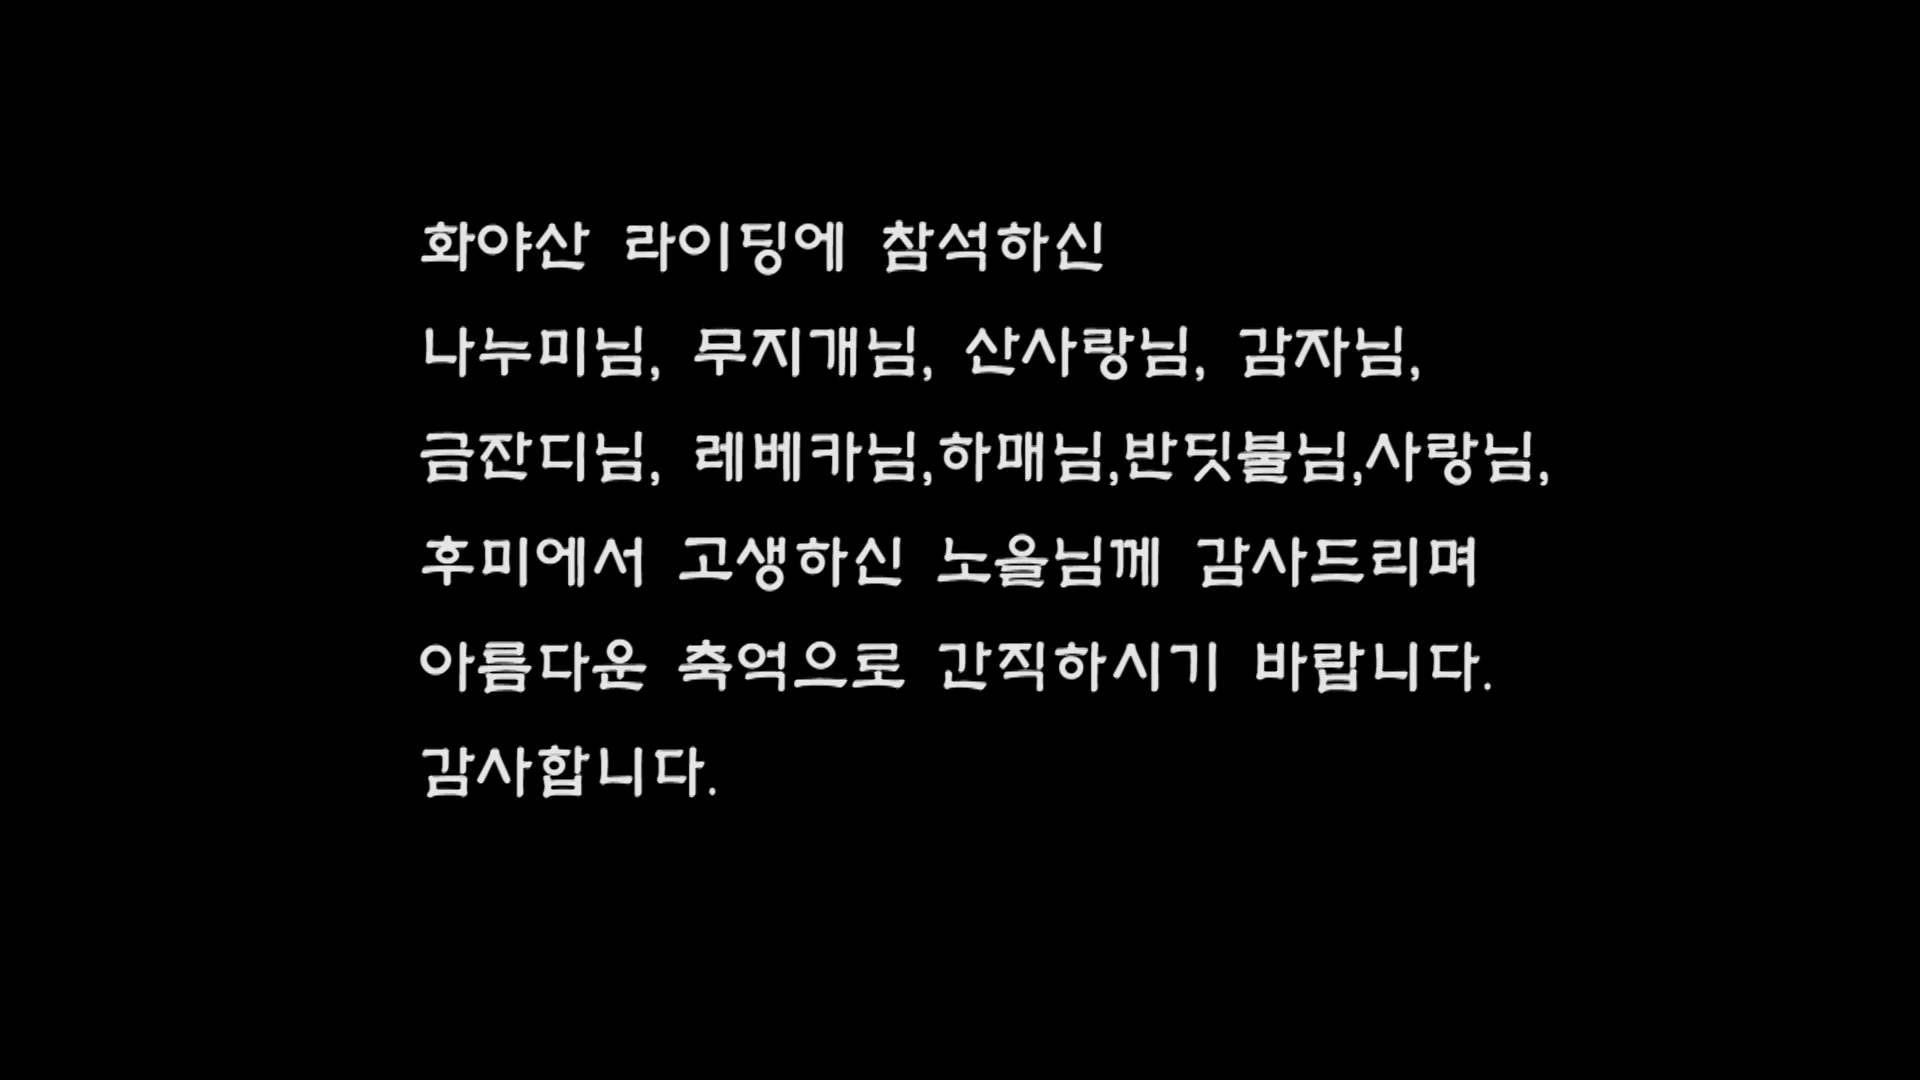 화야산 라이딩에 참석하신
나누미님, 무지개님, 산사랑님, 감자님,
금잔디님, 레베카님,하매님,반딧불님,사랑님,
후미에서 고생하신 노을님께 감사드리며
아름다운 축억으로 간직하시기 바랍니다.
감사합니다.